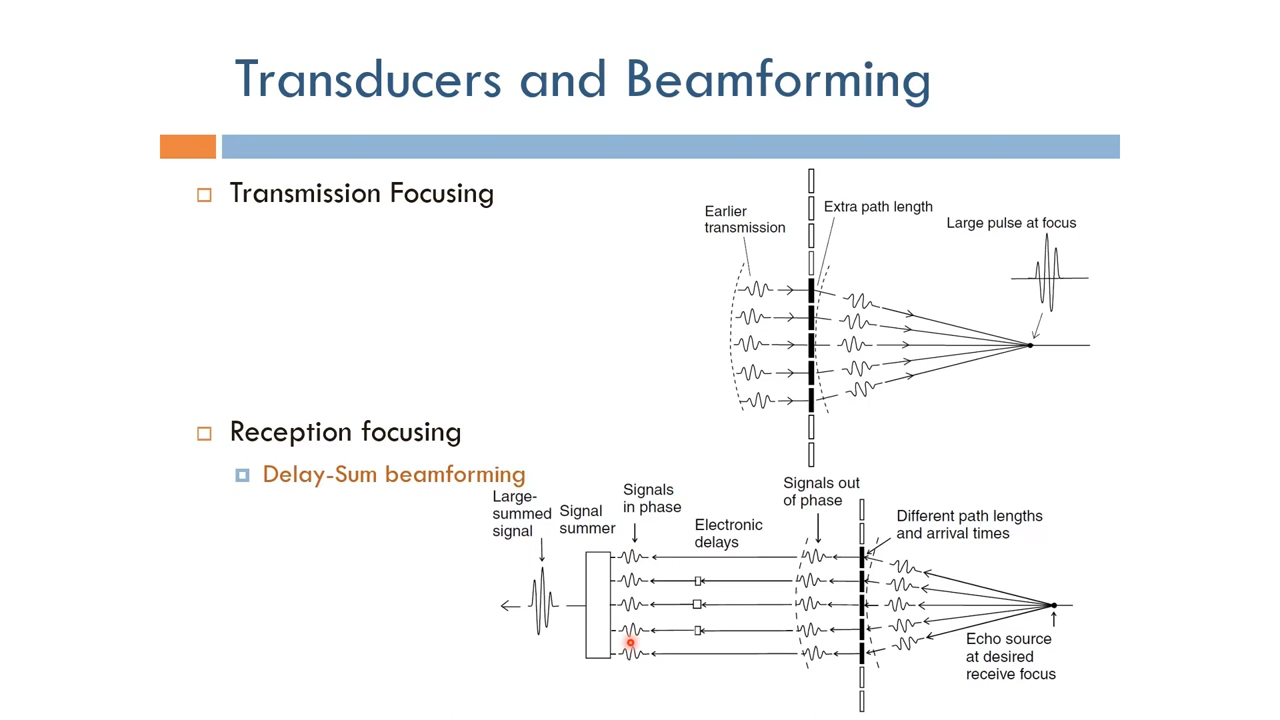 Transducers and Beamforming
Transmission Focusing
Earlier
transmission
Extra path length
Large pulse at focus
Reception focusing
Delay-Sum beamforming
Large-
summed
signal
Signal
summer
Signals
in phase
Electronic
delays
Signals out
of phase
Different path lengths
and arrival times
Echo source
at desired
receive focus